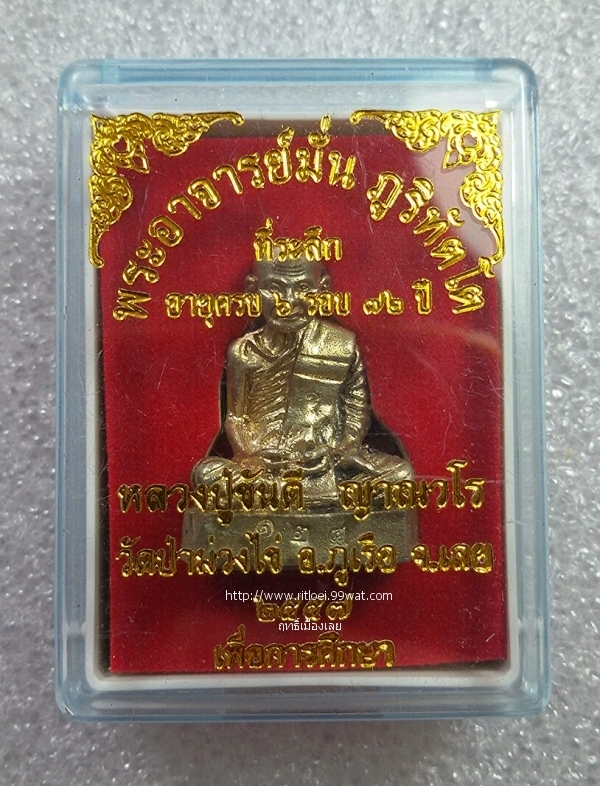 พระอาจารย์มั่น ภูริทัตโต
ที่ระลึก
อายุครบ ๖ รอบ ๗๒ ปี
หลวงปู่ขันตี ญาณวโร
วัดป่าม่วงไข่ อ.ภูเรือ จ.เลย
http://www.ritloei.99wat.com
๒๕๕๗
ฤทธิ์เมืองเลย
เพื่อการศึกษา